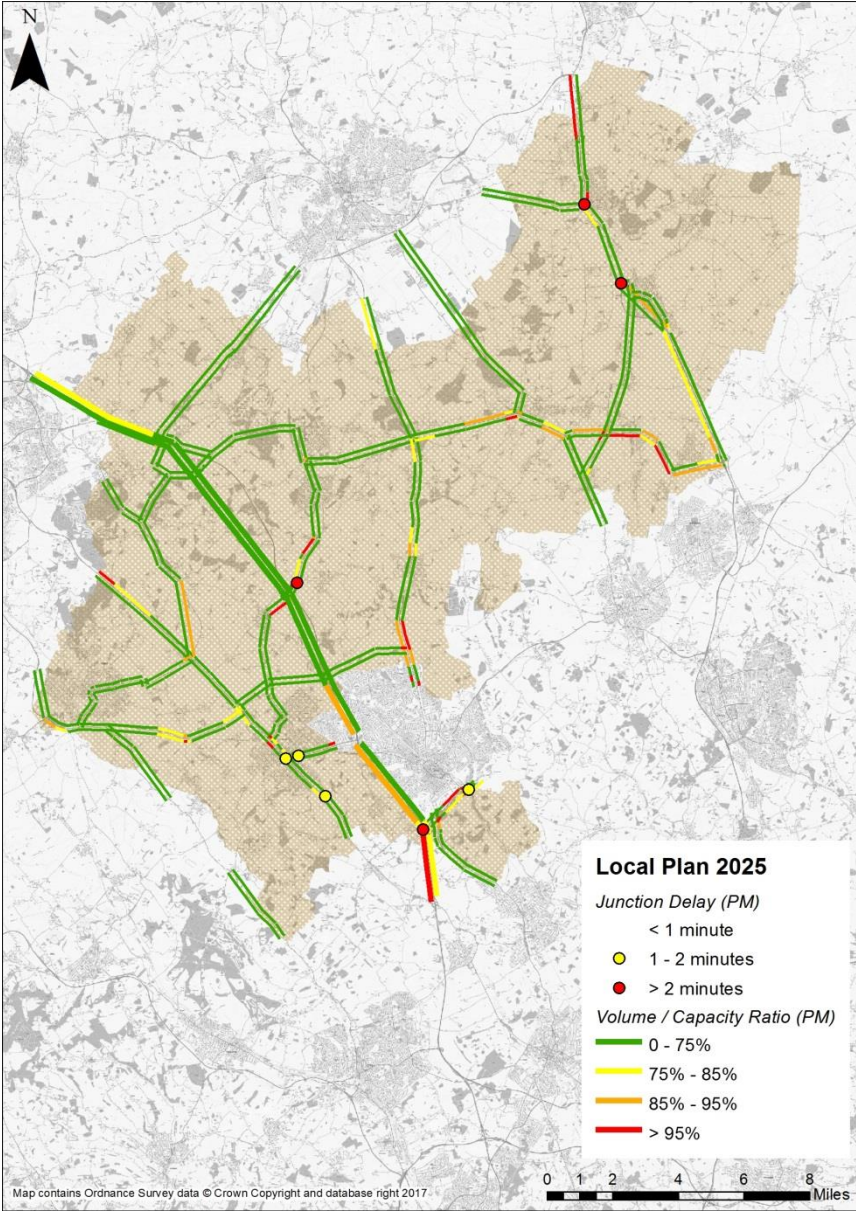 N
Local Plan 2025
Junction Delay (PM)
< 1 minute
1 - 2 minutes
> 2 minutes
Volume / Capacity Ratio (PM)
0 - 75%
75% - 85%
85% - 95%
> 95%
Map contains Ordnance Survey data © Crown Copyright and database right 2017
0 1 2 4 6 8
Miles